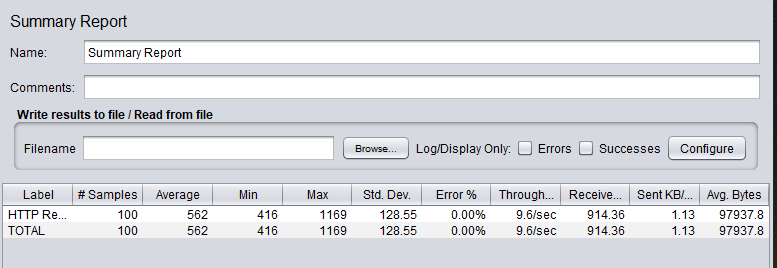 Summary Report
Name: Summary Report
Comments:
Write results to file / Read from file
Filename Browse... Log/Display Only: Errors Successes Configure
Label # Samples Average Min Max Std. Dev. Error % Through... Receive... Sent KB/... Avg. Bytes
HTTP Re... 100 562 416 1169 128.55 0.00% 9.6/sec 914.36 1.13 97937.8
TOTAL 100 562 416 1169 128.55 0.00% 9.6/sec 914.36 1.13 97937.8